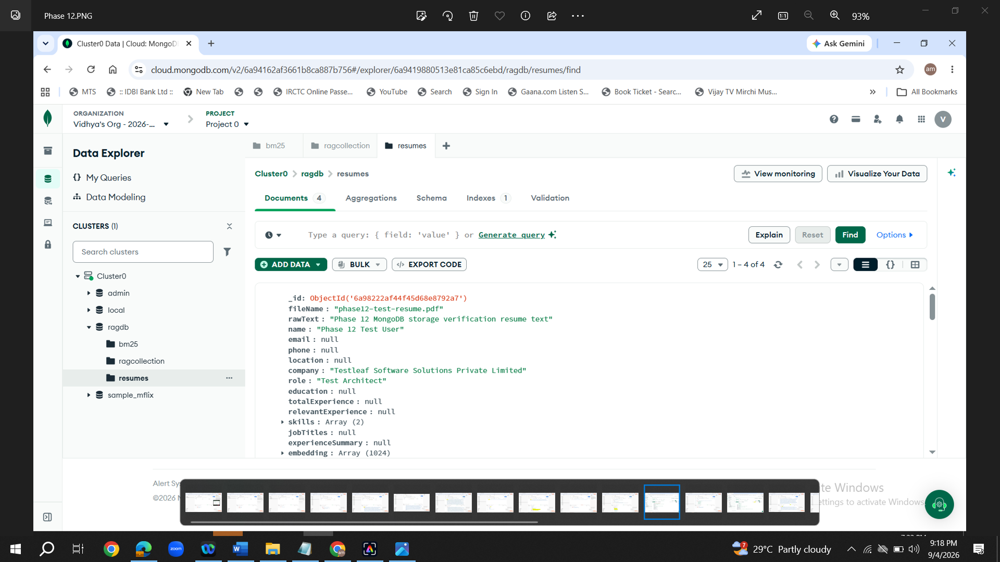 Phase 12.PNG
93%
Cluster0 Data | Cloud: MongoD
Ask Gemini
cloud.mongodb.com/v2/6a94162af3661b8ca887b756#/explorer/6a9419880513e81ca85c6ebd/ragdb/resumes/find
am
MTS
:: IDBI Bank Ltd ::
New Tab
IRCTC Online Passe...
YouTube
Search
Sign In
Gaana.com Listen S...
Book Ticket - Searc...
Vijay TV Mirchi Mus...
All Bookmarks
ORGANIZATION
Vidhya's Org - 2026-...
PROJECT
Project 0
V
Data Explorer
My Queries
Data Modeling
CLUSTERS (1)
Search clusters
Cluster0
admin
local
ragdb
bm25
ragcollection
resumes
sample_mflix
bm25
ragcollection
resumes
Cluster0 > ragdb > resumes
View monitoring
Visualize Your Data
Documents 4
Aggregations
Schema
Indexes 1
Validation
Type a query: { field: 'value' } or Generate query
Explain
Reset
Find
Options
ADD DATA
BULK
EXPORT CODE
25
1 – 4 of 4
_id: ObjectId('6a98222af44f45d68e8792a7')
fileName : "phase12-test-resume.pdf"
rawText : "Phase 12 MongoDB storage verification resume text"
name : "Phase 12 Test User"
email : null
phone : null
location : null
company : "Testleaf Software Solutions Private Limited"
role : "Test Architect"
education : null
totalExperience : null
relevantExperience : null
skills : Array (2)
jobTitles : null
experienceSummary : null
embedding : Array (1024)
Alert Sy
©2026
te Windows
ettings to activate Windows
zoom
am
7
29°C Partly cloudy
9:18 PM
9/4/2026